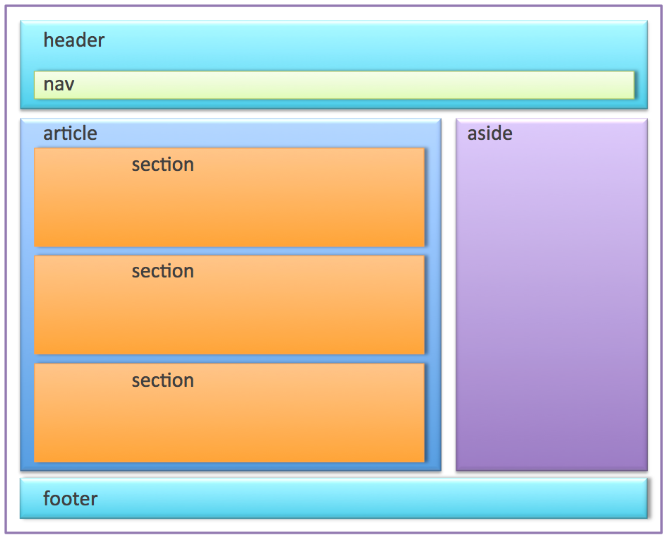 header
nav
article
aside
section
section
section
footer